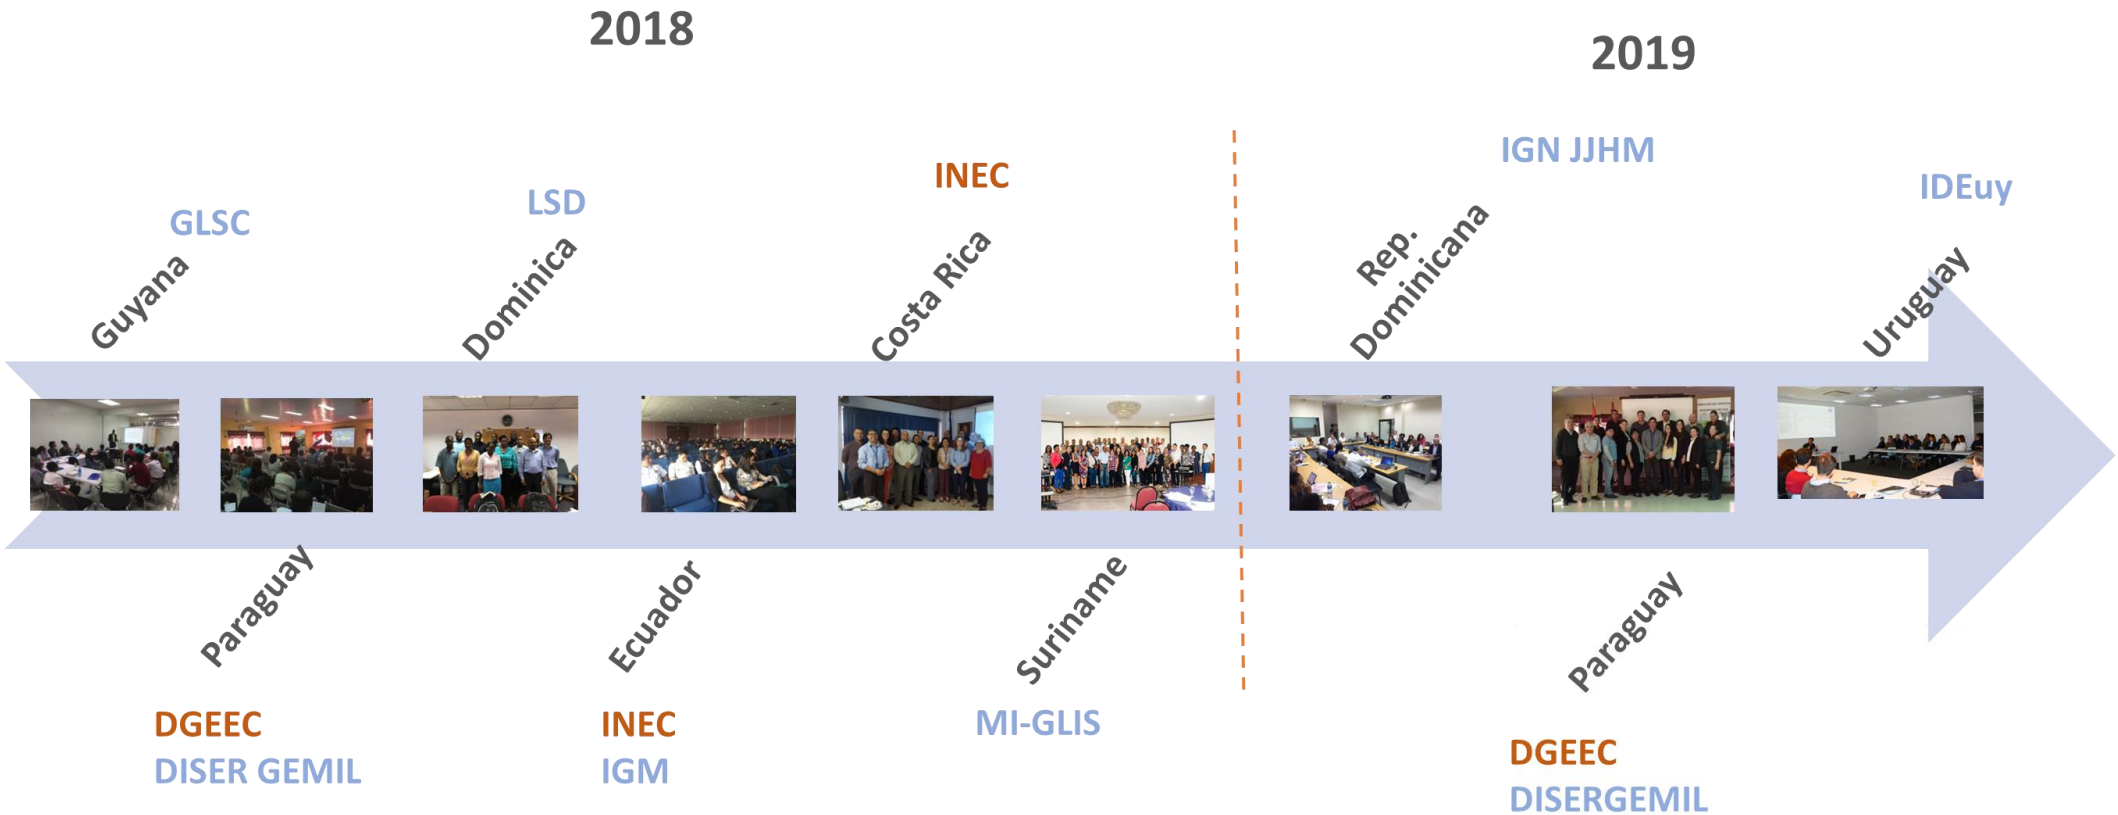 2018
2019
GLSC
Guyana
LSD
Dominica
INEC
Costa Rica
IGN JJHM
Rep.
Dominicana
IDEuy
Uruguay
Paraguay
DGEEC
DISER GEMIL
Ecuador
INEC
IGM
Suriname
MI-GLIS
Paraguay
DGEEC
DISERGEMIL